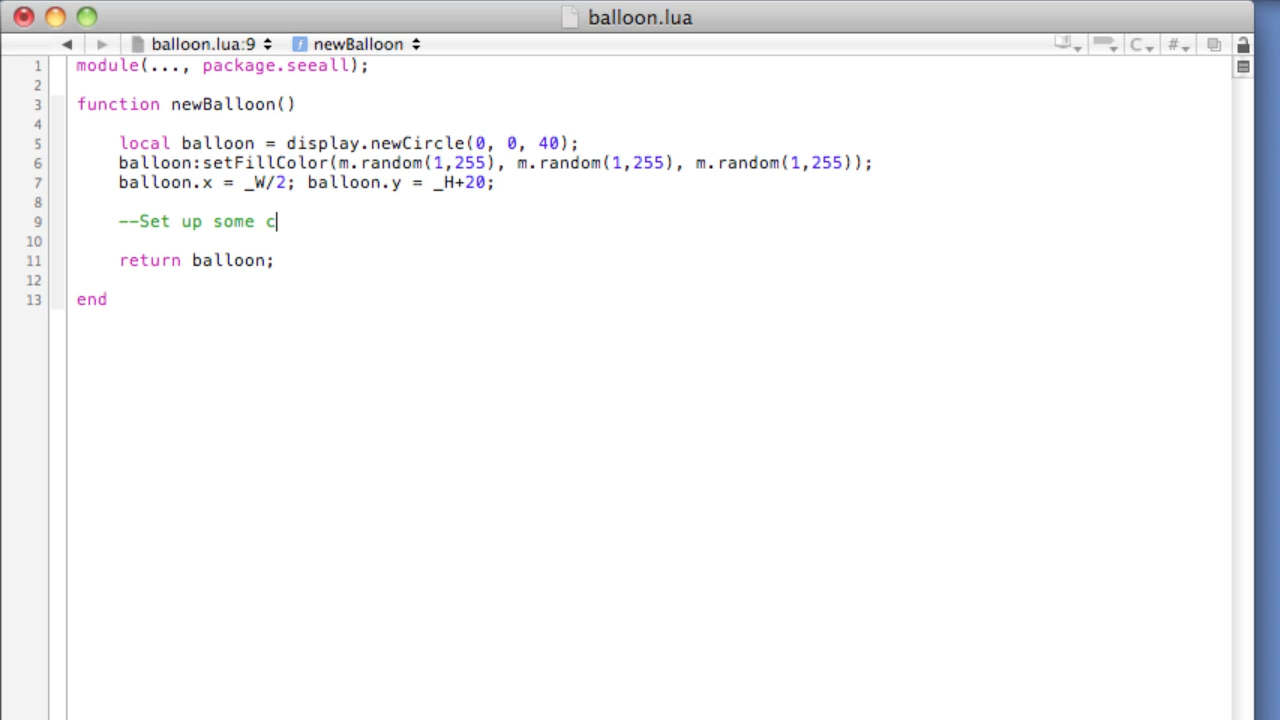 balloon.lua
balloon.lua:9 newBalloon C #
1 module(..., package.seeall);
2
3 function newBalloon()
4
5 local balloon = display.newCircle(0, 0, 40);
6 balloon:setFillColor(m.random(1,255), m.random(1,255), m.random(1,255));
7 balloon.x = _W/2; balloon.y = _H+20;
8
9 --Set up some c
10
11 return balloon;
12
13 end